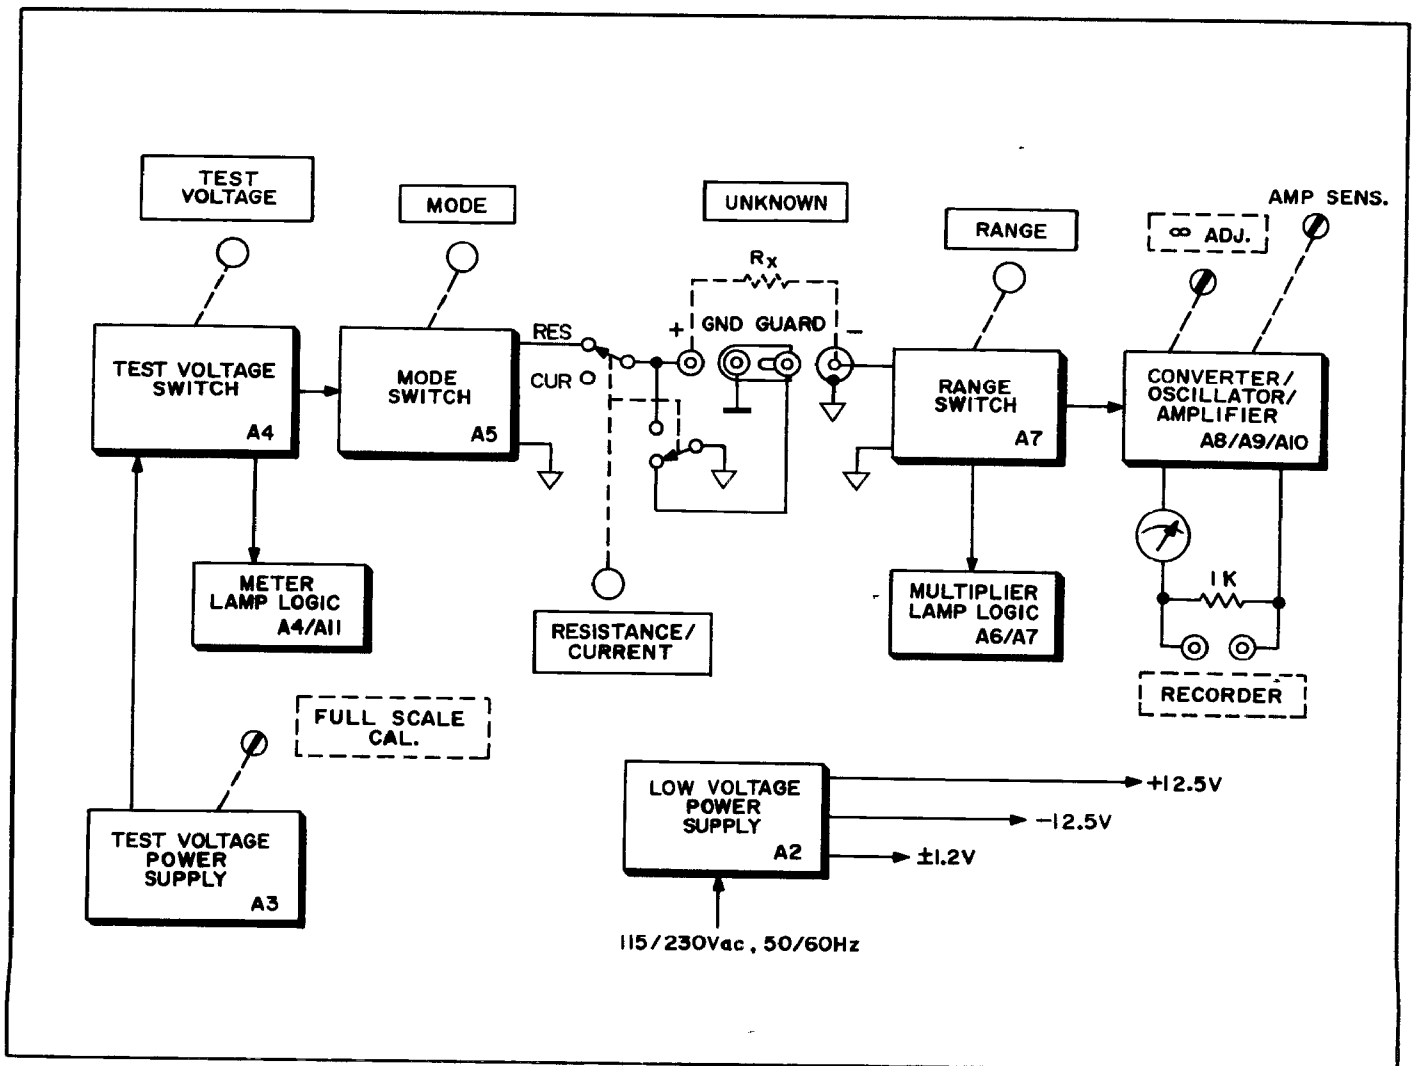 TEST
VOLTAGE
MODE
UNKNOWN
RANGE
∞ ADJ.
AMP SENS.
Rx
+ GND GUARD −
RES
CUR
TEST VOLTAGE
SWITCH
A4
MODE
SWITCH
A5
RANGE
SWITCH
A7
CONVERTER/
OSCILLATOR/
AMPLIFIER
A8/A9/A10
METER
LAMP LOGIC
A4/A11
RESISTANCE/
CURRENT
MULTIPLIER
LAMP LOGIC
A6/A7
1K
RECORDER
FULL SCALE
CAL.
TEST VOLTAGE
POWER
SUPPLY
A3
LOW VOLTAGE
POWER
SUPPLY
A2
+12.5V
−12.5V
±1.2V
115/230Vac, 50/60Hz